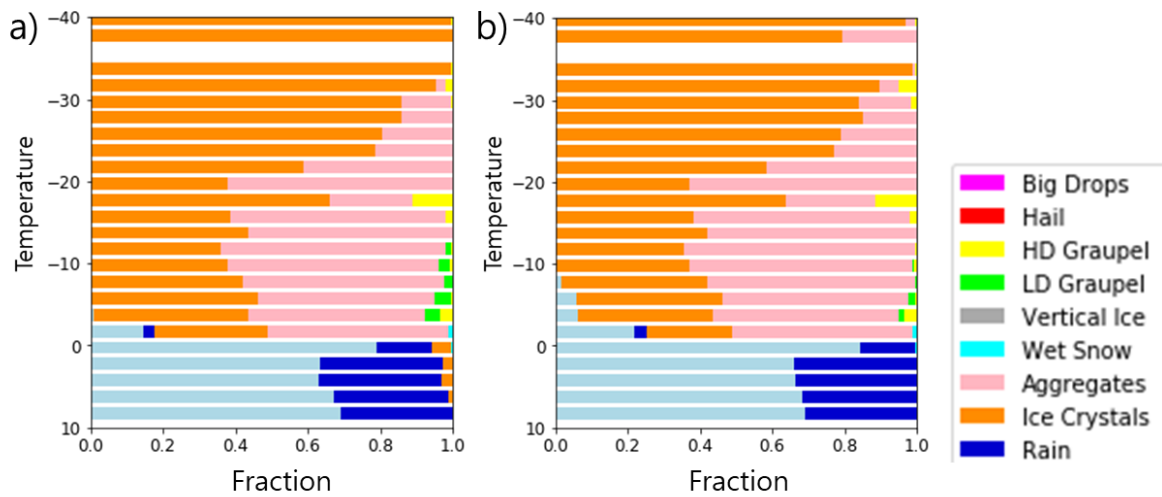 a)
−40
−30
−20
−10
0
10
Temperature
0.0 0.2 0.4 0.6 0.8 1.0
Fraction
b)
−40
−30
−20
−10
0
10
Temperature
0.0 0.2 0.4 0.6 0.8 1.0
Fraction
Big Drops
Hail
HD Graupel
LD Graupel
Vertical Ice
Wet Snow
Aggregates
Ice Crystals
Rain